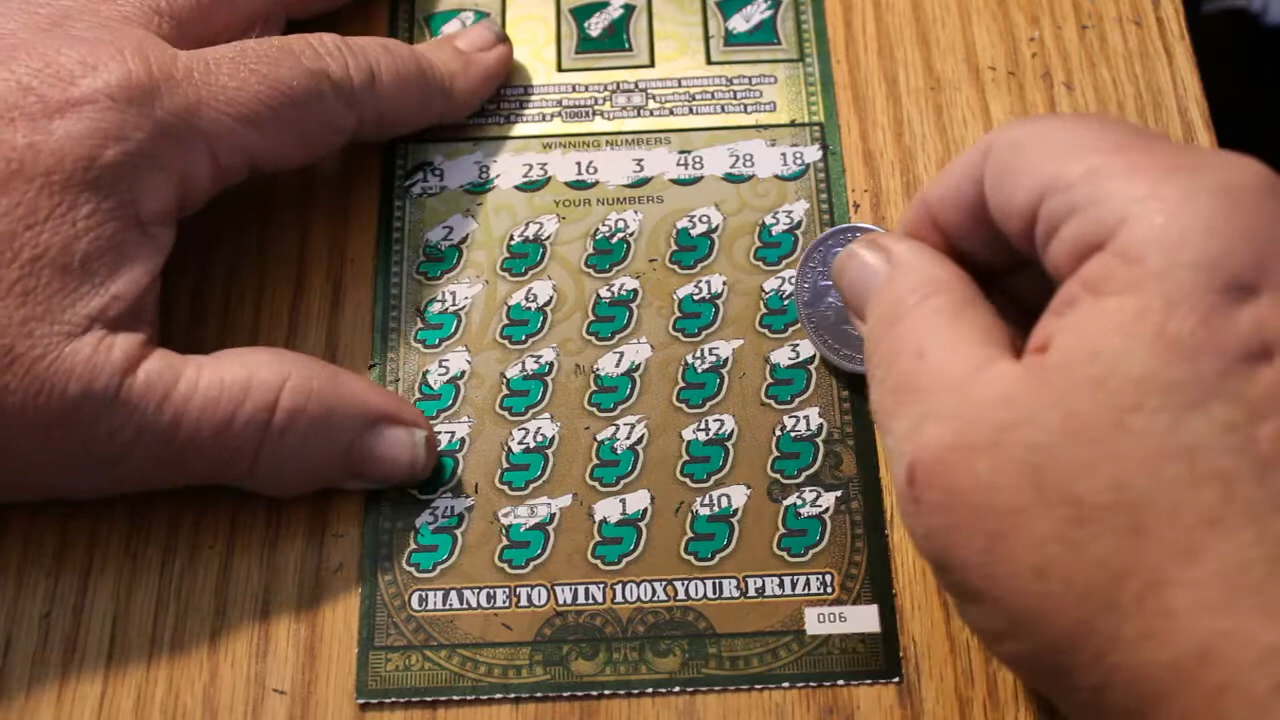 YOUR NUMBERS to any of the WINNING NUMBERS, win prize
for that number. Reveal a "" symbol, win that prize
Reveal a "100X" symbol to win 100 TIMES that prize!
WINNING NUMBERS
19 8 23 16 3 48 28 18
YOUR NUMBERS
2 50 39 33
41 6 36 31 29
5 13 7 45 3
26 27 42 21
34 $ 1 40 32
CHANCE TO WIN 100X YOUR PRIZE!
006